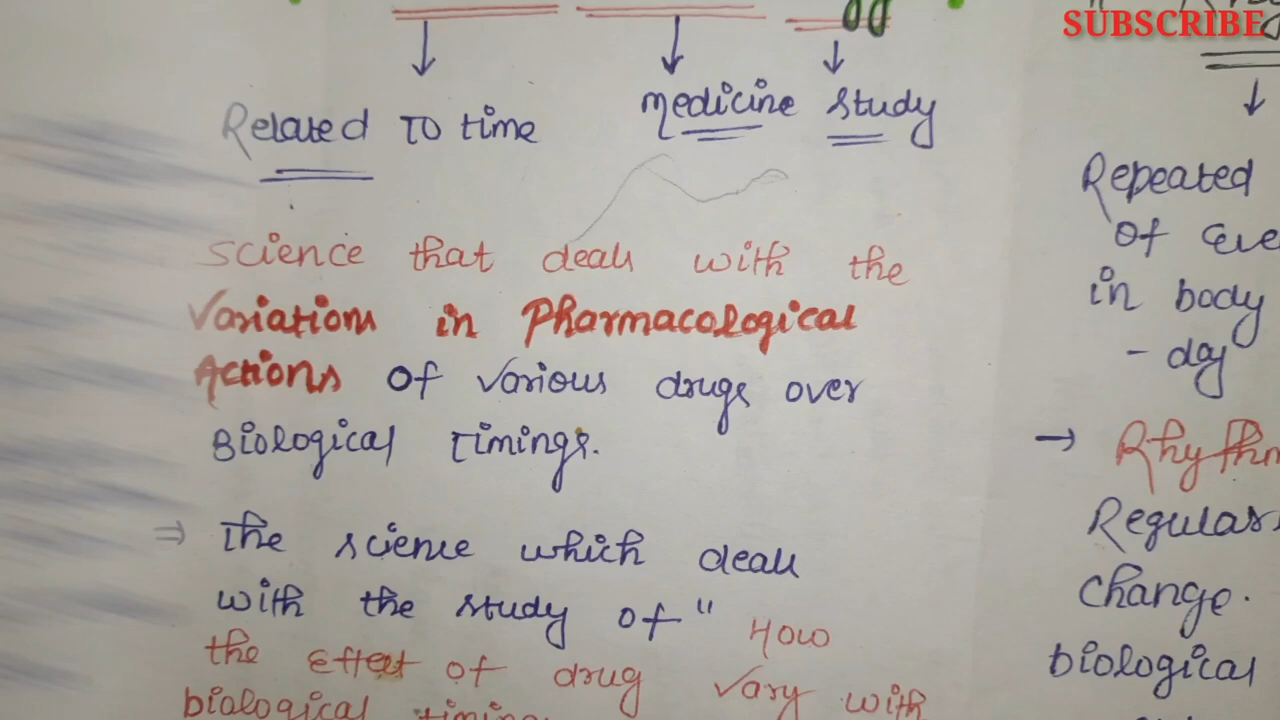 SUBSCRIBE
Related To time
medicine study
Science that deals with the
Variations in Pharmacological
Actions of various drugs over
Biological Timings.
⇒ The science which deals
with the study of " How
the Effect of drug vary with
biological timing
Repeated
of
in body
- day
→
Regular
change.
biological